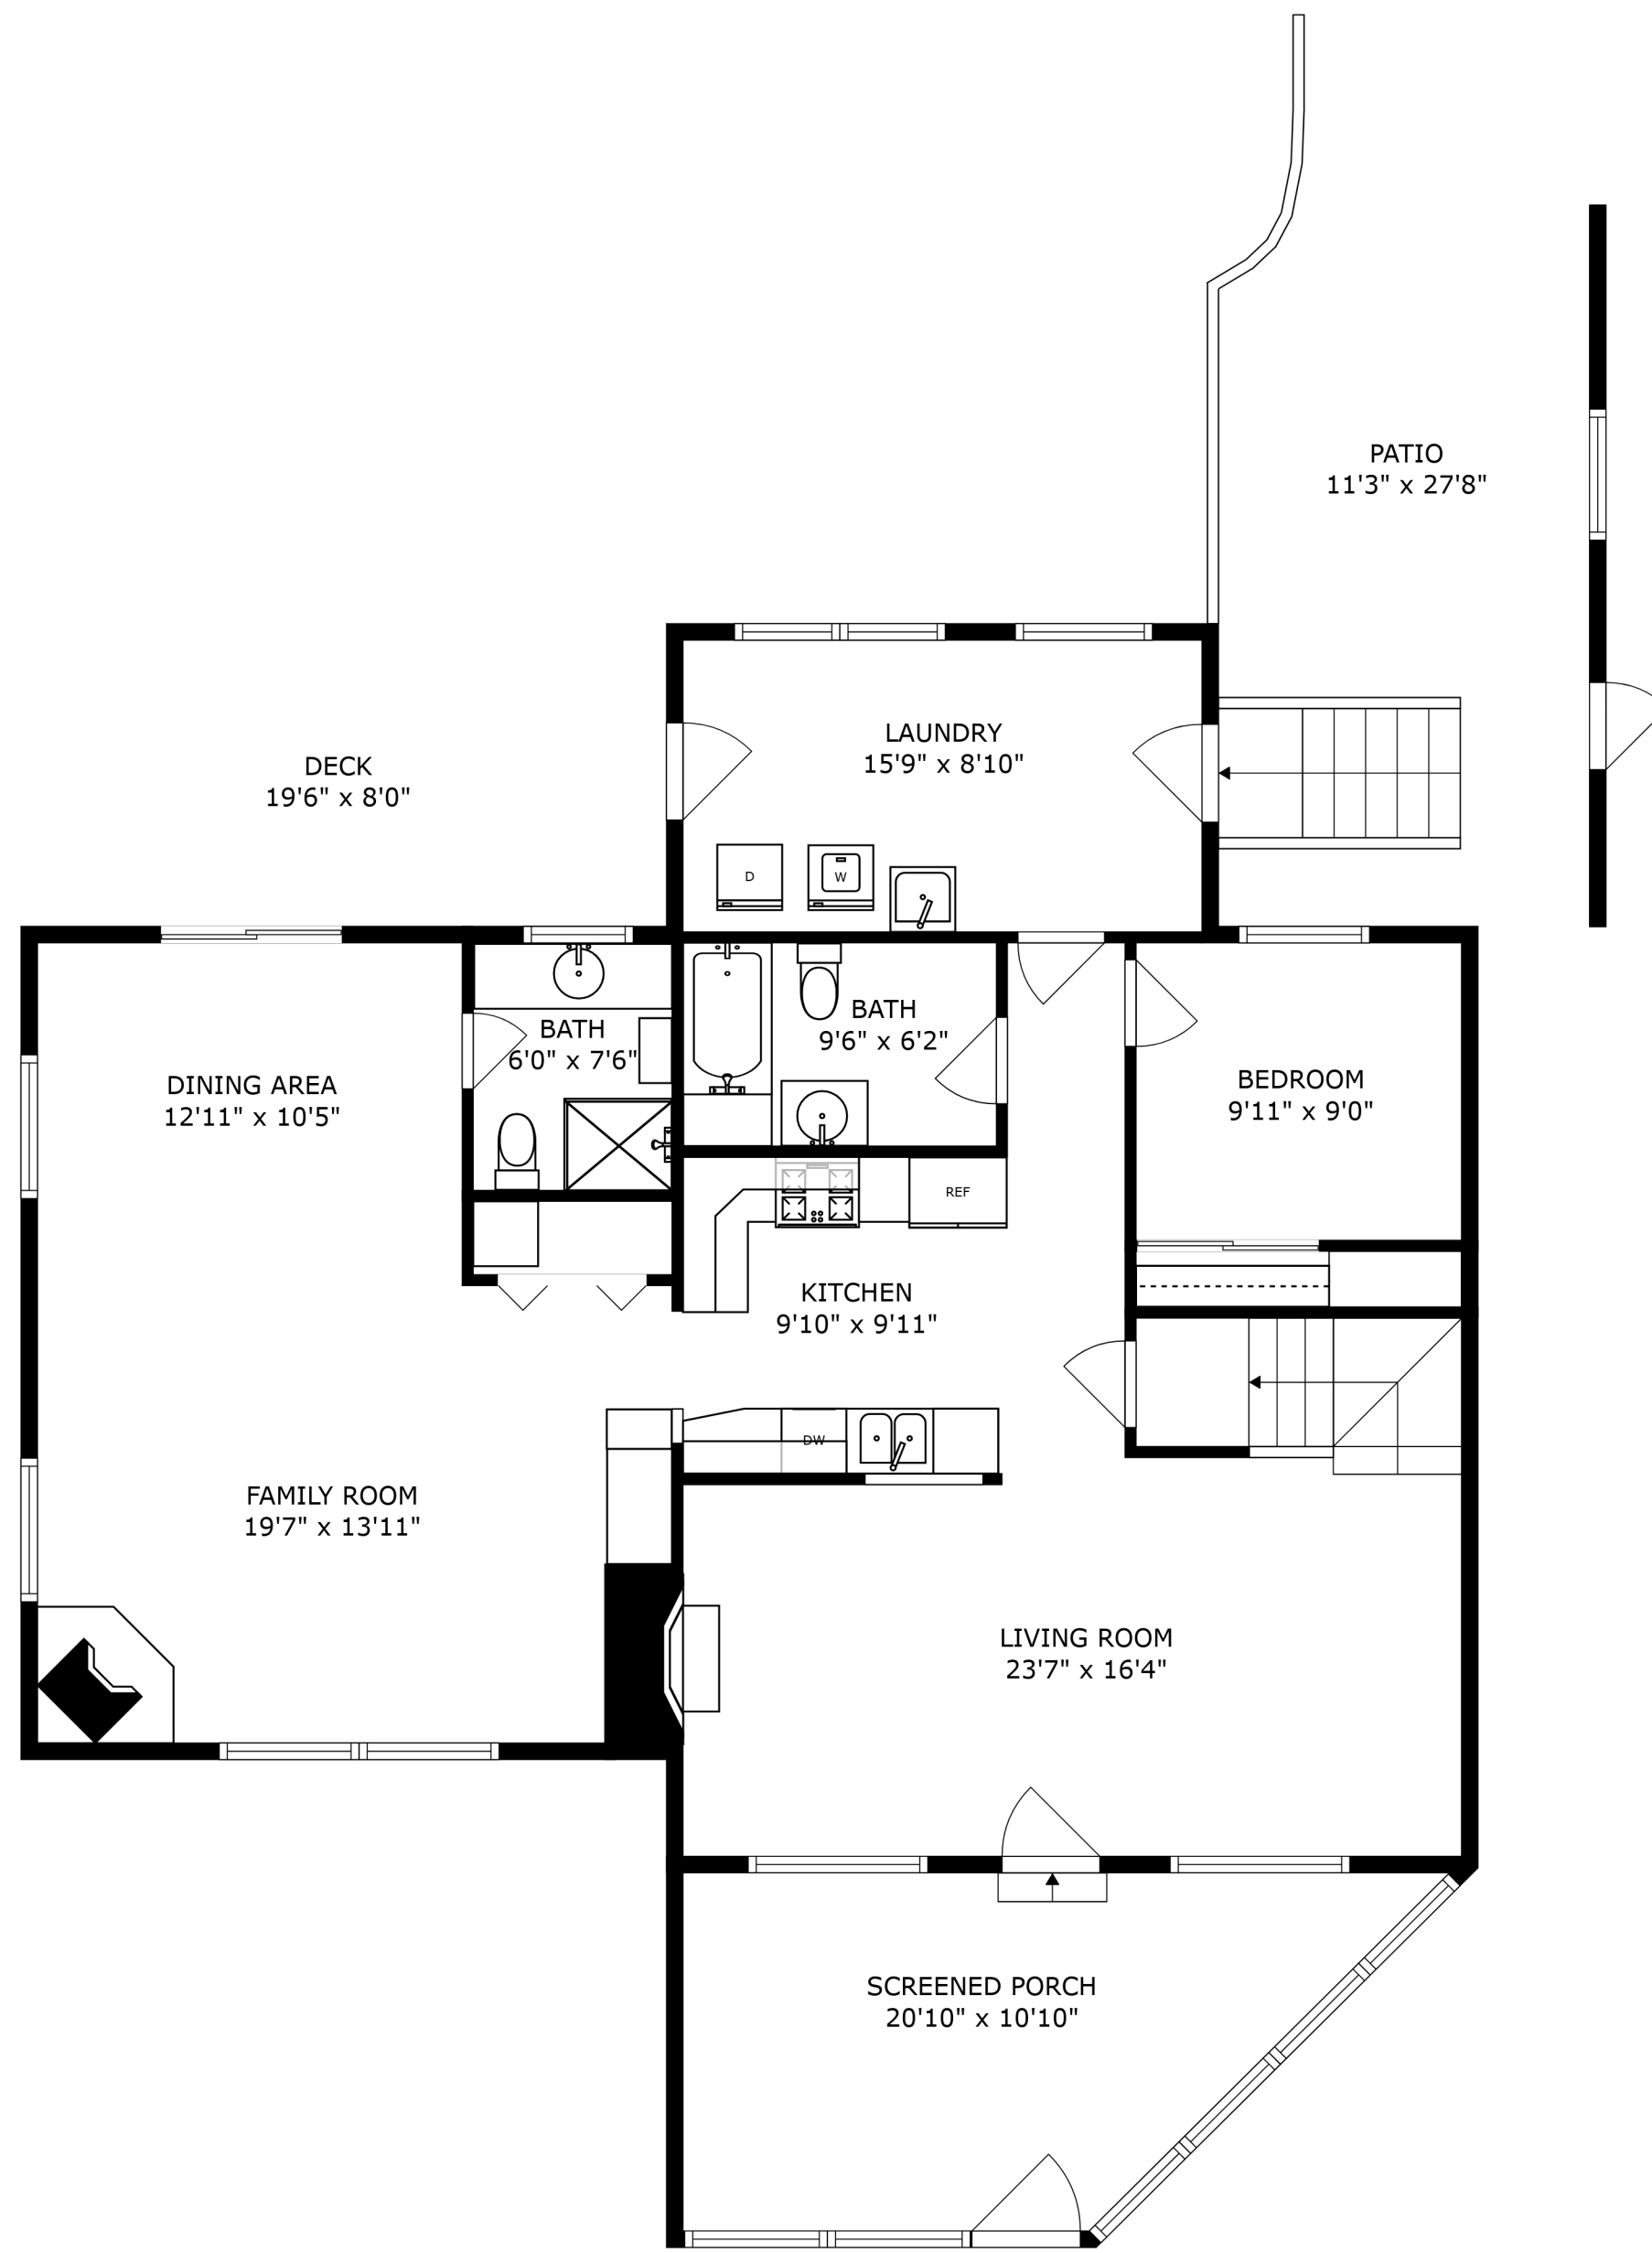 PATIO
11'3" x 27'8"
LAUNDRY
15'9" x 8'10"
DECK
19'6" x 8'0"
D
W
BATH
9'6" x 6'2"
BATH
6'0" x 7'6"
DINING AREA
12'11" x 10'5"
BEDROOM
9'11" x 9'0"
REF
KITCHEN
9'10" x 9'11"
DW
FAMILY ROOM
19'7" x 13'11"
LIVING ROOM
23'7" x 16'4"
SCREENED PORCH
20'10" x 10'10"